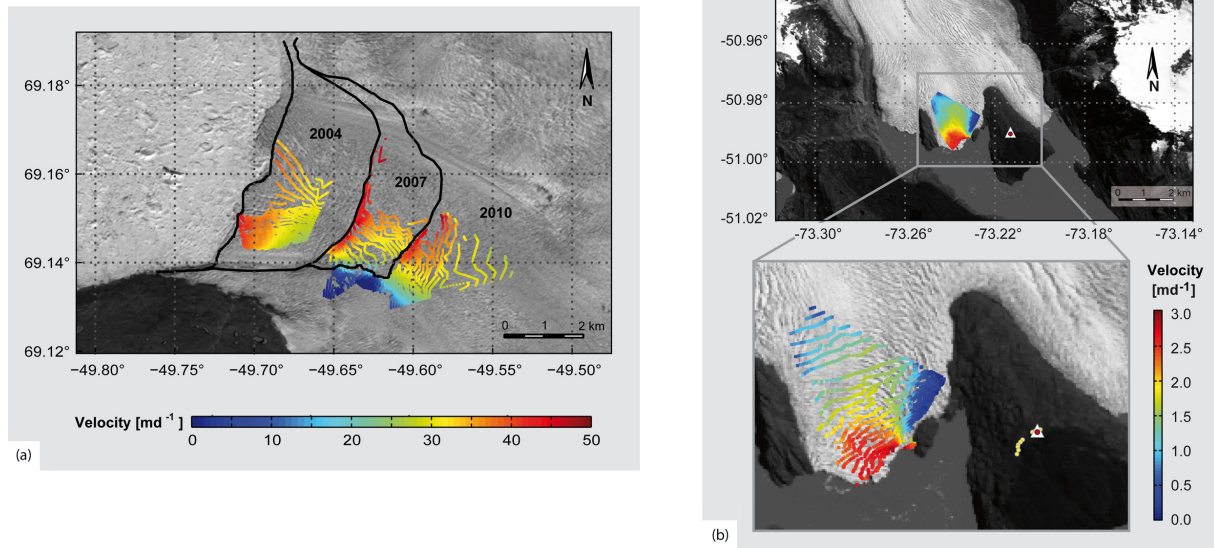 69.18°
69.16°
69.14°
69.12°
N
2004
2007
2010
0 1 2 km
−49.80° −49.75° −49.70° −49.65° −49.60° −49.55° −49.50°
Velocity [md -1 ]
0 10 20 30 40 50
(a)
-50.96°
-50.98°
-51.00°
-51.02°
N
0 1 2 km
-73.30° -73.26° -73.22° -73.18° -73.14°
Velocity
[md-1]
3.0
2.5
2.0
1.5
1.0
0.5
0.0
(b)